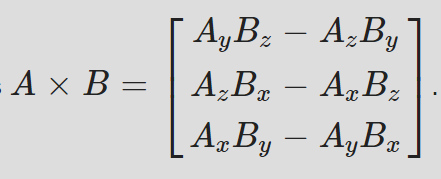 A × B = [ A_yB_z − A_zB_y
A_zB_x − A_xB_z
A_xB_y − A_yB_x ] .